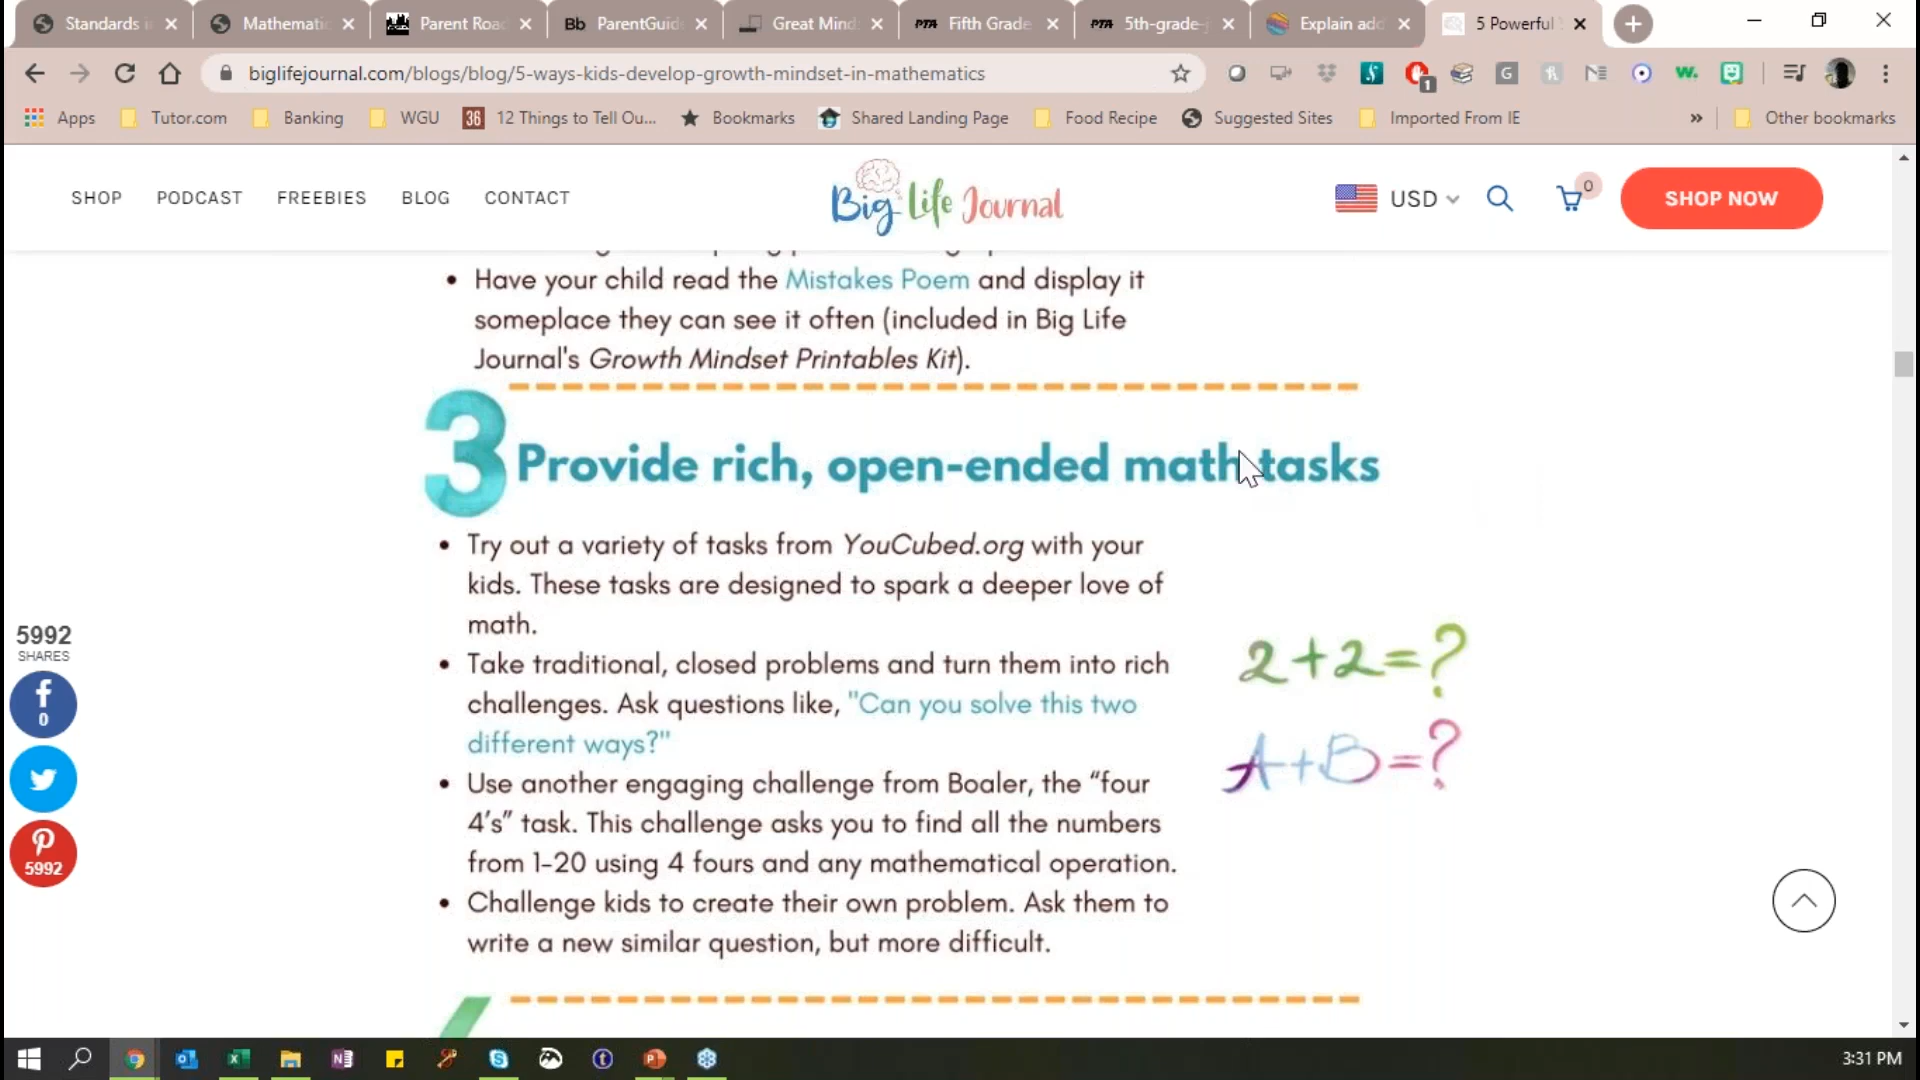 Standards i
Mathematic
Parent Road
Bb ParentGuid
Great Mind
PTA Fifth Grade
PTA 5th-grade-
Explain add
5 Powerful
biglifejournal.com/blogs/blog/5-ways-kids-develop-growth-mindset-in-mathematics
Apps
Tutor.com
Banking
WGU
36 12 Things to Tell Ou...
Bookmarks
Shared Landing Page
Food Recipe
Suggested Sites
Imported From IE
»
Other bookmarks
SHOP
PODCAST
FREEBIES
BLOG
CONTACT
Big Life Journal
USD
0
SHOP NOW
• Have your child read the Mistakes Poem and display it
someplace they can see it often (included in Big Life
Journal's Growth Mindset Printables Kit).
3 Provide rich, open-ended math tasks
• Try out a variety of tasks from YouCubed.org with your
kids. These tasks are designed to spark a deeper love of
math.
• Take traditional, closed problems and turn them into rich
challenges. Ask questions like, "Can you solve this two
different ways?"
• Use another engaging challenge from Boaler, the “four
4’s” task. This challenge asks you to find all the numbers
from 1-20 using 4 fours and any mathematical operation.
• Challenge kids to create their own problem. Ask them to
write a new similar question, but more difficult.
2+2=?
A+B=?
5992
SHARES
0
5992
3:31 PM